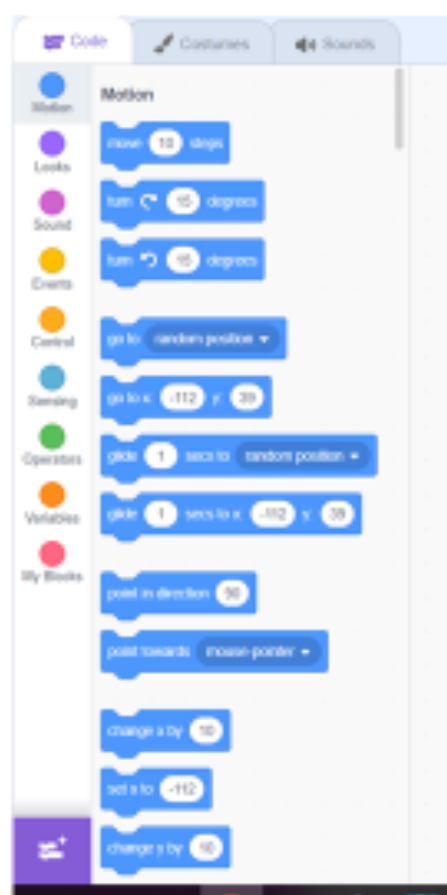 Code Costumes Sounds
Motion
Looks
Sound
Events
Control
Sensing
Operators
Variables
My Blocks
Motion
move 10 steps
turn 15 degrees
turn 15 degrees
go to random position
go to x: -112 y: 39
glide 1 secs to random position
glide 1 secs to x: -112 y: 39
point in direction 90
point towards mouse-pointer
change x by 10
set x to -112
change y by 10